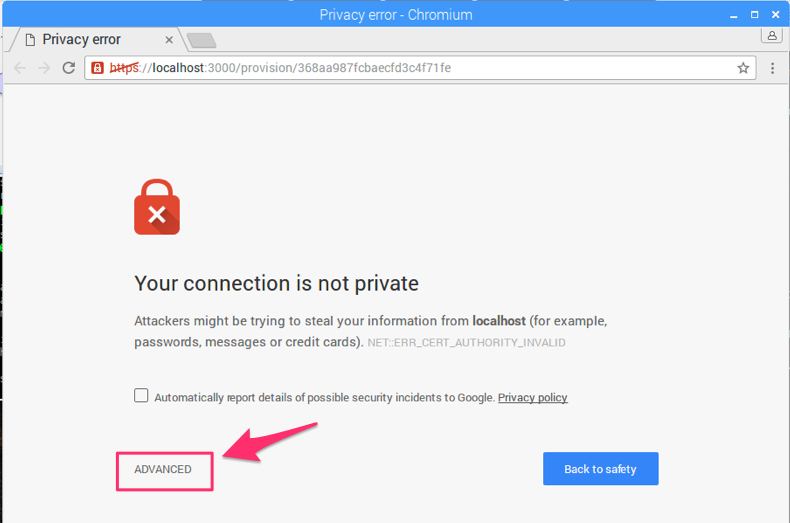 Privacy error - Chromium
Privacy error
https://localhost:3000/provision/368aa987fcbaecfd3c4f71fe
Your connection is not private
Attackers might be trying to steal your information from localhost (for example,
passwords, messages or credit cards). NET::ERR_CERT_AUTHORITY_INVALID
Automatically report details of possible security incidents to Google. Privacy policy
ADVANCED
Back to safety